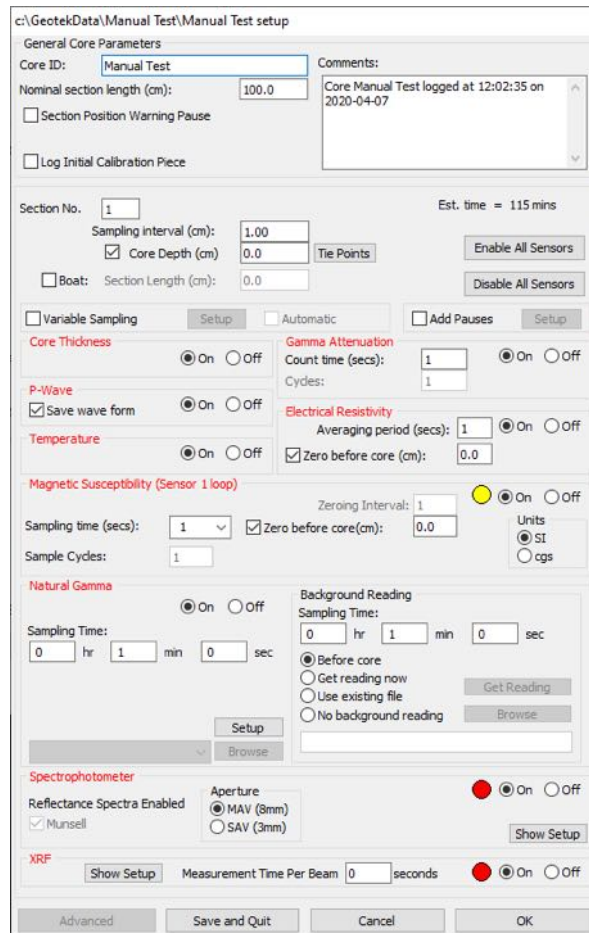 c:\GeotekData\Manual Test\Manual Test setup
General Core Parameters
Core ID: Manual Test
Comments:
Nominal section length (cm): 100.0
Core Manual Test logged at 12:02:35 on
2020-04-07
Section Position Warning Pause
Log Initial Calibration Piece
Section No. 1
Est. time = 115 mins
Sampling interval (cm): 1.00
Core Depth (cm) 0.0 Tie Points
Enable All Sensors
Boat: Section Length (cm): 0.0
Disable All Sensors
Variable Sampling Setup Automatic
Add Pauses Setup
Core Thickness
On Off
Gamma Attenuation
Count time (secs): 1 On Off
Cycles: 1
P-Wave
Save wave form On Off
Electrical Resistivity
Averaging period (secs): 1 On Off
Zero before core (cm): 0.0
Temperature
On Off
Magnetic Susceptibility (Sensor 1 loop)
Zeroing Interval: 1 On Off
Sampling time (secs): 1 Zero before core(cm): 0.0
Units
SI
cgs
Sample Cycles: 1
Natural Gamma
On Off
Sampling Time:
0 hr 1 min 0 sec
Setup
Browse
Background Reading
Sampling Time:
0 hr 1 min 0 sec
Before core
Get reading now
Use existing file
No background reading
Get Reading
Browse
Spectrophotometer
Reflectance Spectra Enabled
Munsell
Aperture
MAV (8mm)
SAV (3mm)
On Off
Show Setup
XRF
Show Setup Measurement Time Per Beam 0 seconds On Off
Advanced Save and Quit Cancel OK